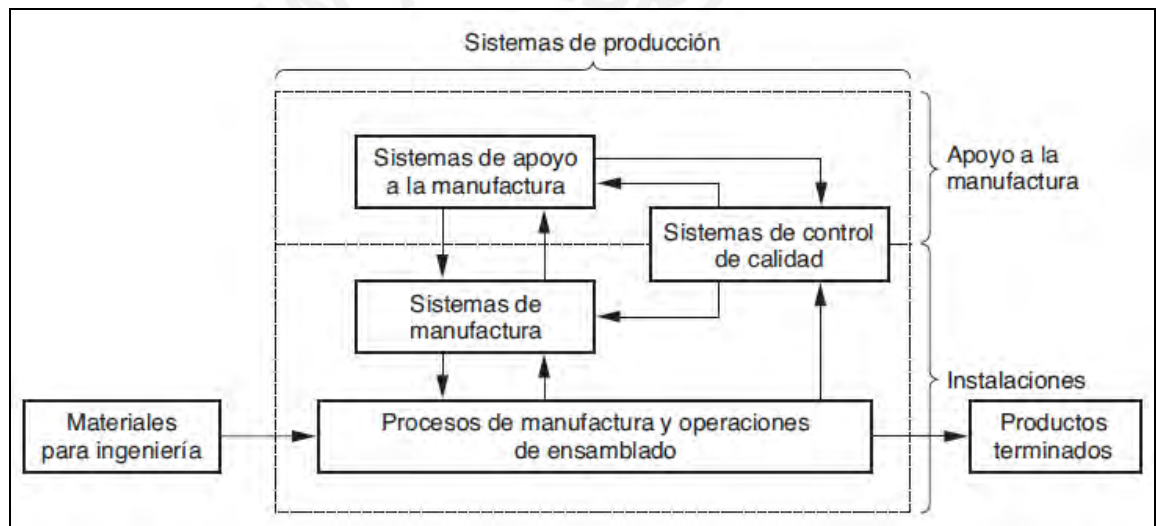 Sistemas de producción
Sistemas de apoyo
a la manufactura
Apoyo a la
manufactura
Sistemas de control
de calidad
Sistemas de
manufactura
Instalaciones
Materiales
para ingeniería
Procesos de manufactura y operaciones
de ensamblado
Productos
terminados